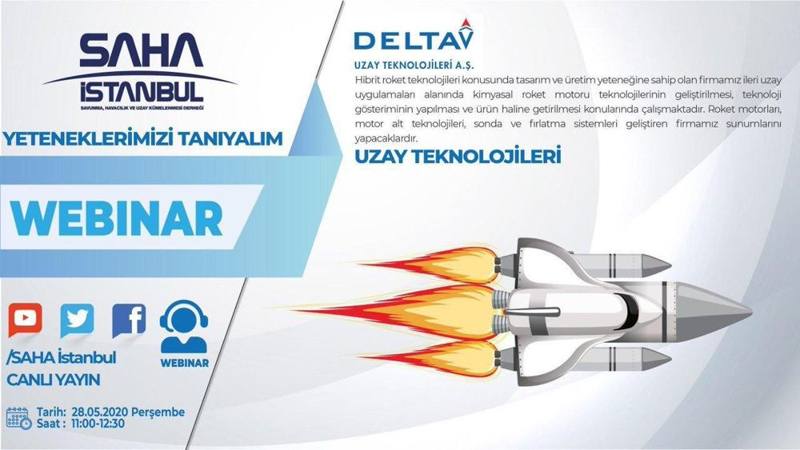 SAHA
İSTANBUL
SAVUNMA, HAVACILIK VE UZAY KÜMELENMESİ DERNEĞİ
YETENEKLERİMİZİ TANIYALIM
WEBINAR
WEBINAR
/SAHA İstanbul
CANLI YAYIN
Tarih: 28.05.2020 Perşembe
Saat : 11:00-12:30
DELTAV
UZAY TEKNOLOJİLERİ A.Ş.
Hibrit roket teknolojileri konusunda tasarım ve üretim yeteneğine sahip olan firmamız ileri uzay
uygulamaları alanında kimyasal roket motoru teknolojilerinin geliştirilmesi, teknoloji
gösteriminin yapılması ve ürün haline getirilmesi konularında çalışmaktadır. Roket motorları,
motor alt teknolojileri, sonda ve fırlatma sistemleri geliştiren firmamız sunumlarını
yapacaklardır.
UZAY TEKNOLOJİLERİ